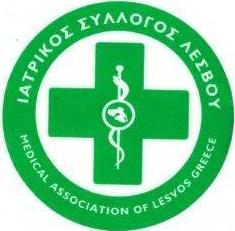 ΙΑΤΡΙΚΟΣ ΣΥΛΛΟΓΟΣ ΛΕΣΒΟΥ
MEDICAL ASSOCIATION OF LESVOS GREECE